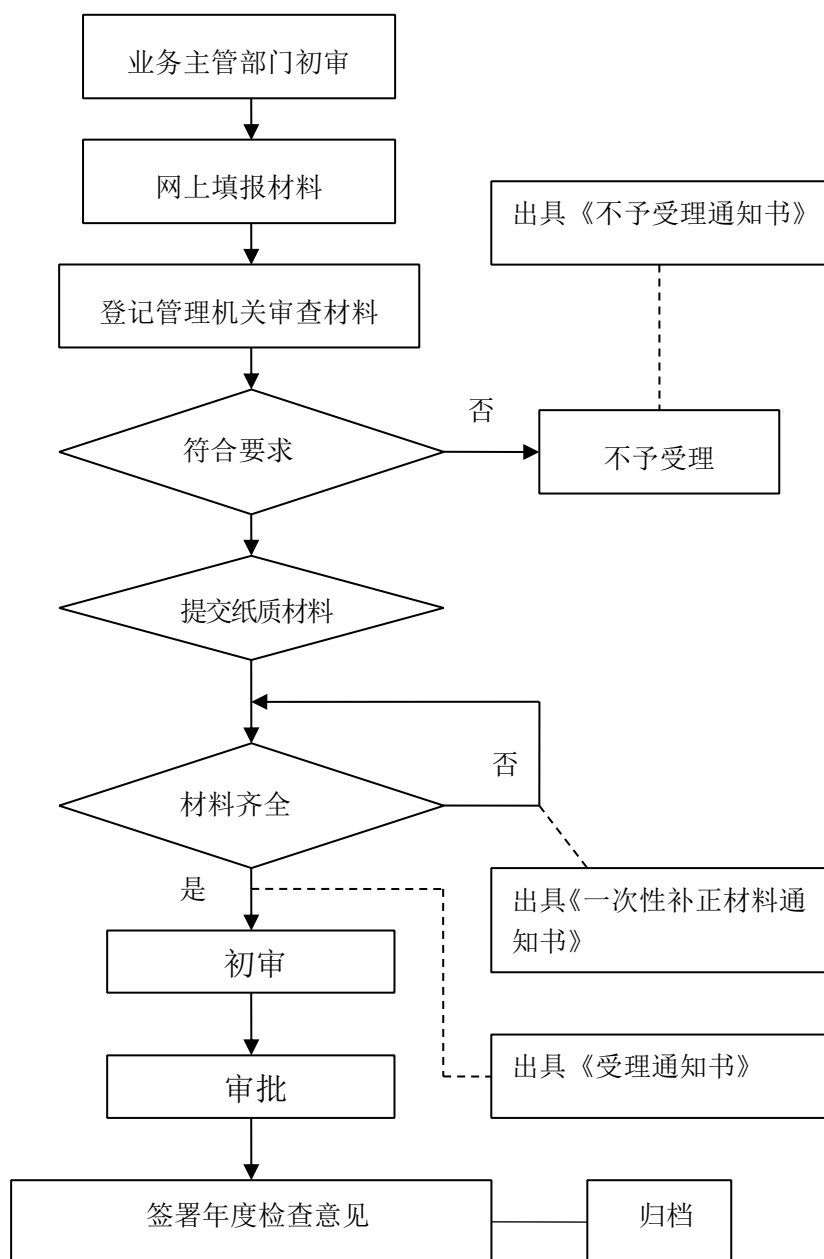 业务主管部门初审
网上填报材料
出具《不予受理通知书》
登记管理机关审查材料
否
符合要求
不予受理
提交纸质材料
否
材料齐全
是
出具《一次性补正材料通
知书》
初审
出具《受理通知书》
审批
签署年度检查意见
归档